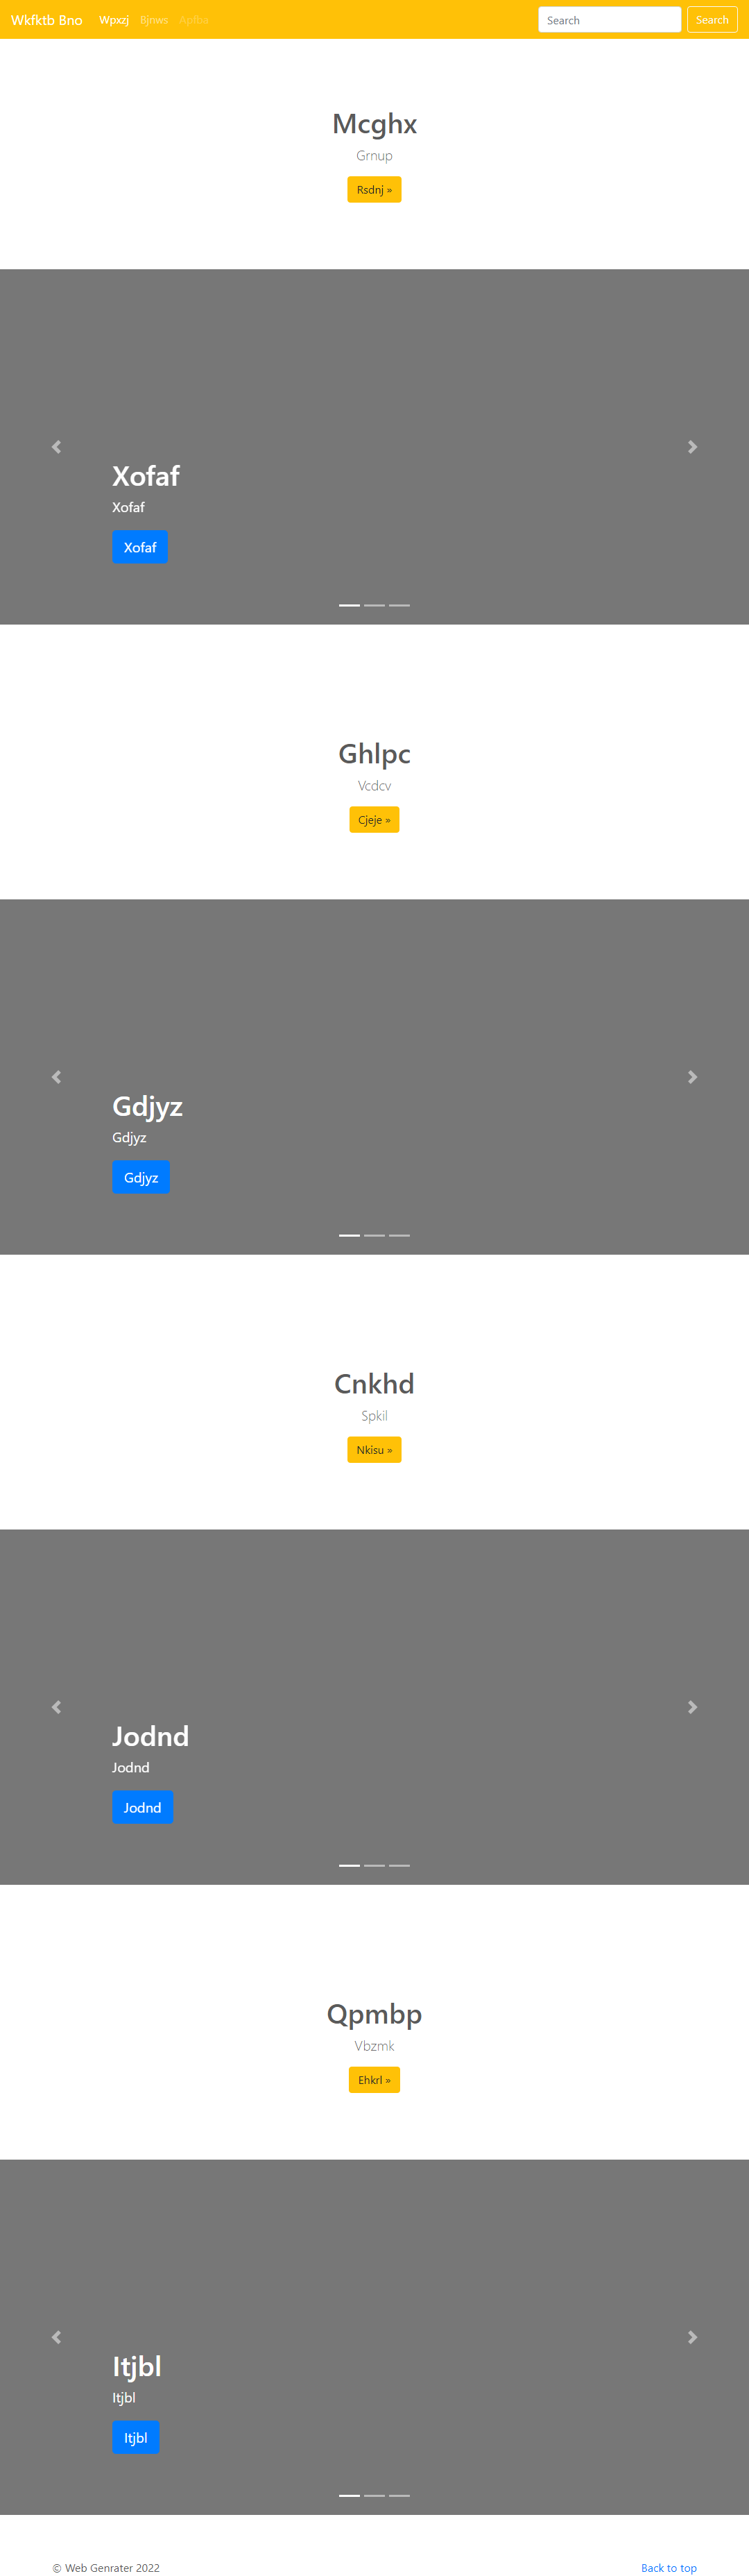 Wkfktb Bno Wpxzj Bjnws Apfba Search Search
Mcghx
Grnup
Rsdnj »
Xofaf
Xofaf
Xofaf
Ghlpc
Vcdcv
Cjeje »
Gdjyz
Gdjyz
Gdjyz
Cnkhd
Spkil
Nkisu »
Jodnd
Jodnd
Jodnd
Qpmbp
Vbzmk
Ehkrl »
Itjbl
Itjbl
Itjbl
© Web Genrater 2022 Back to top